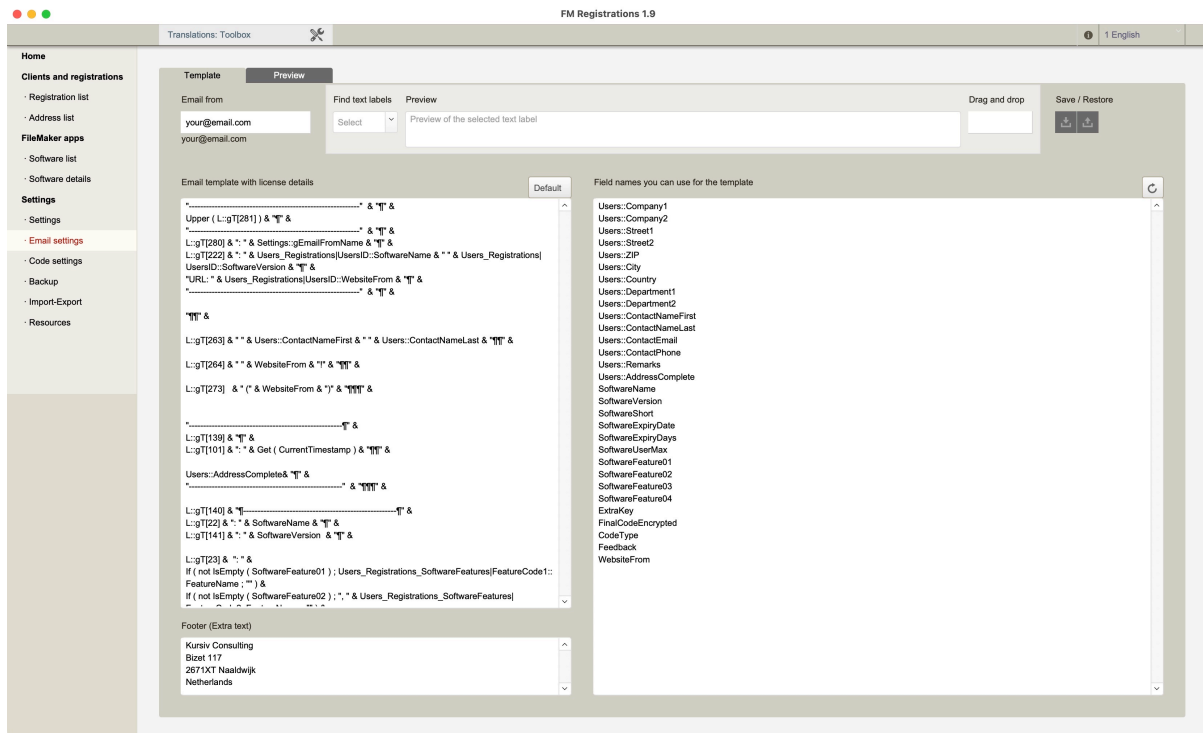 FM Registrations 1.9
Translations: Toolbox
1 English
Home
Clients and registrations
· Registration list
· Address list
FileMaker apps
· Software list
· Software details
Settings
· Settings
· Email settings
· Code settings
· Backup
· Import-Export
· Resources
Template
Preview
Email from
your@email.com
your@email.com
Find text labels
Select
Preview
Preview of the selected text label
Drag and drop
Save / Restore
Email template with license details
Default
"----------------------------------------------------------" & "¶" &
Upper ( L::gT[281] ) & "¶" &
"----------------------------------------------------------" & "¶" &
L::gT[280] & ": " & Settings::gEmailFromName & "¶" &
L::gT[222] & ": " & Users_Registrations|UsersID::SoftwareName & " " & Users_Registrations|
UsersID::SoftwareVersion & "¶" &
"URL: " & Users_Registrations|UsersID::WebsiteFrom & "¶" &
"----------------------------------------------------------" & "¶" &
"¶¶" &
L::gT[263] & " " & Users::ContactNameFirst & " " & Users::ContactNameLast & "¶¶" &
L::gT[264] & " " & WebsiteFrom & "!" & "¶¶" &
L::gT[273]   & " (" & WebsiteFrom & ")" & "¶¶¶" &
"----------------------------------------------------¶" &
L::gT[139] & "¶" &
L::gT[101] & ": " & Get ( CurrentTimestamp ) & "¶¶" &
Users::AddressComplete& "¶" &
"----------------------------------------------------"  & "¶¶¶" &
L::gT[140] & "¶----------------------------------------------------¶" &
L::gT[22] & ": " & SoftwareName & "¶" &
L::gT[141] & ": " & SoftwareVersion  & "¶" &
L::gT[23] &  ": " &
If ( not IsEmpty ( SoftwareFeature01 ) ; Users_Registrations_SoftwareFeatures|FeatureCode1::
FeatureName ; "" ) &
If ( not IsEmpty ( SoftwareFeature02 ) ; ", " & Users_Registrations_SoftwareFeatures|
Footer (Extra text)
Kursiv Consulting
Bizet 117
2671XT Naaldwijk
Netherlands
Field names you can use for the template
Users::Company1
Users::Company2
Users::Street1
Users::Street2
Users::ZIP
Users::City
Users::Country
Users::Department1
Users::Department2
Users::ContactNameFirst
Users::ContactNameLast
Users::ContactEmail
Users::ContactPhone
Users::Remarks
Users::AddressComplete
SoftwareName
SoftwareVersion
SoftwareShort
SoftwareExpiryDate
SoftwareExpiryDays
SoftwareUserMax
SoftwareFeature01
SoftwareFeature02
SoftwareFeature03
SoftwareFeature04
ExtraKey
FinalCodeEncrypted
CodeType
Feedback
WebsiteFrom